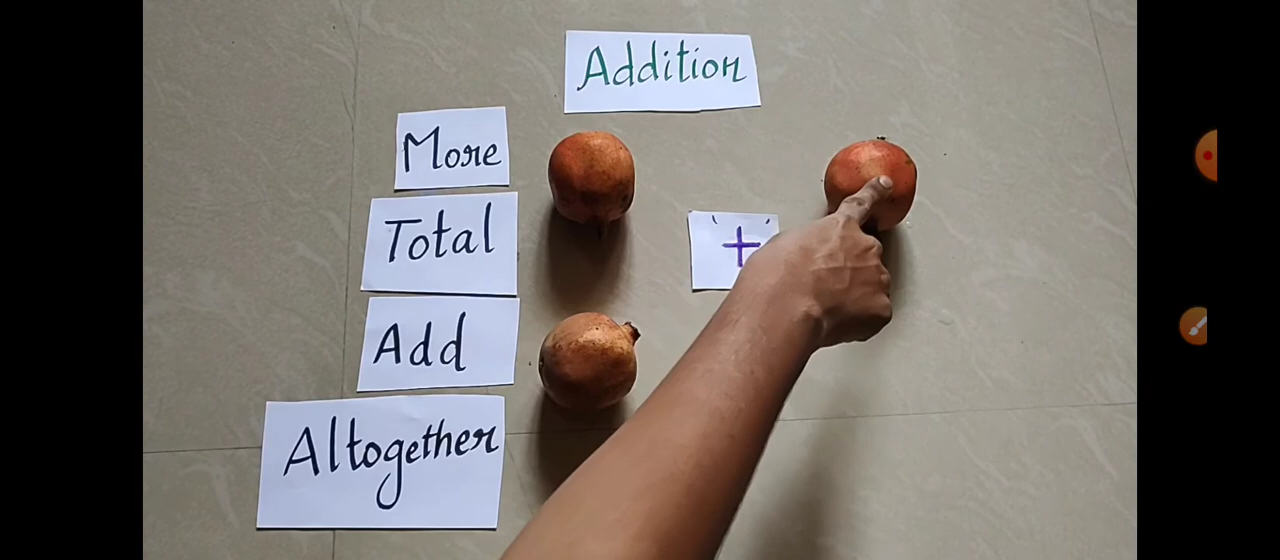 Addition
More
Total
+
Add
Altogether